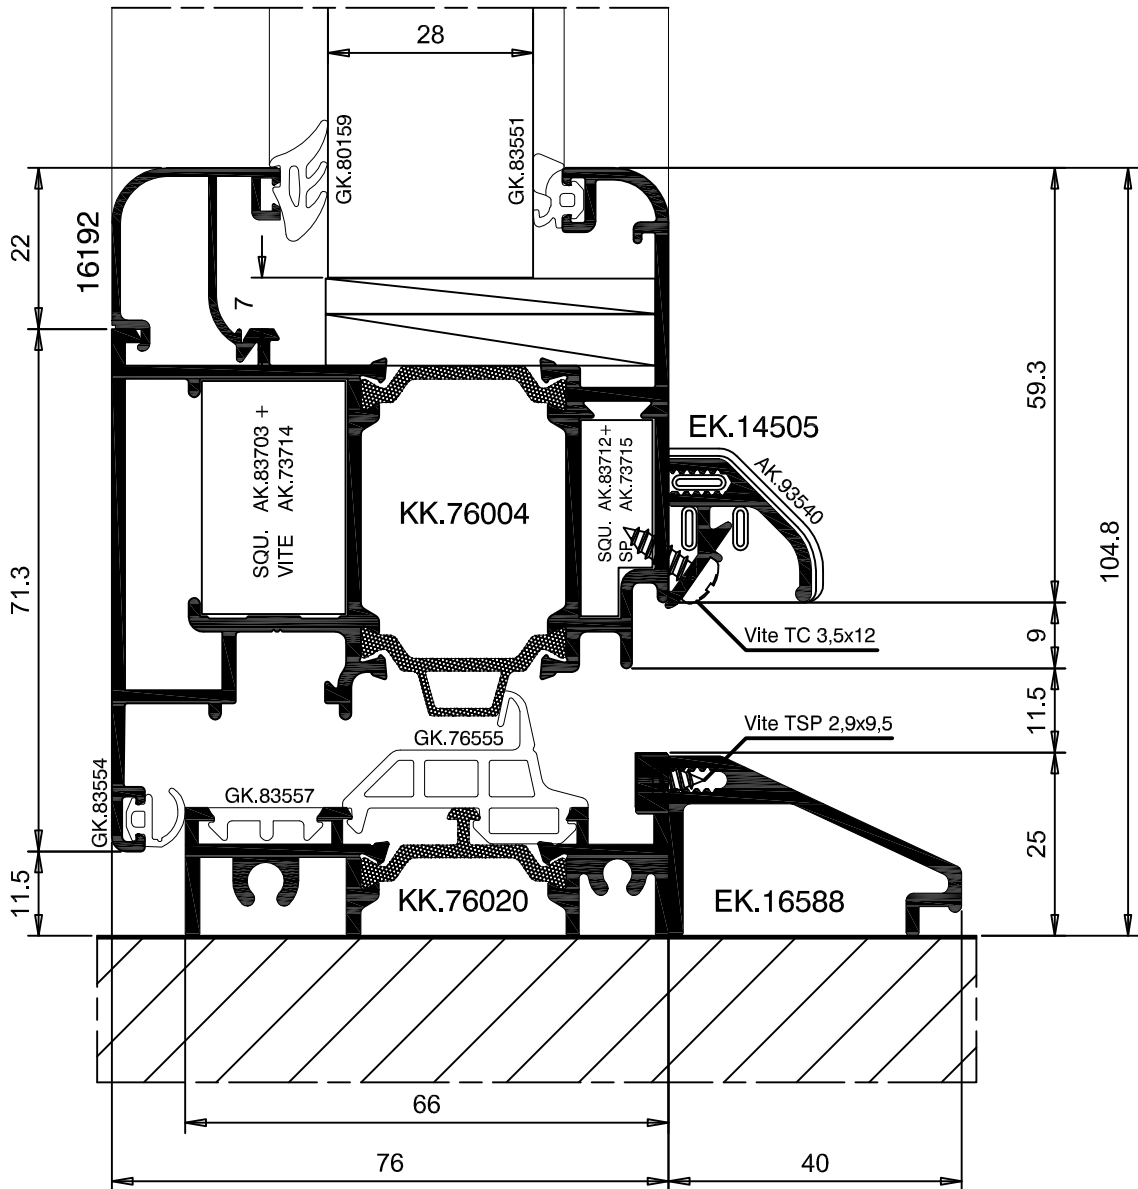 28
GK.80159
GK.83551
22
16192
7
59.3
104.8
EK.14505
AK.93540
SQU. AK.83703 +
VITE AK.73714
KK.76004
SQU. AK.83712+
SP. AK.73715
71.3
Vite TC 3,5x12
9
11.5
Vite TSP 2,9x9,5
GK.76555
GK.83554
GK.83557
25
11.5
KK.76020
EK.16588
66
76
40